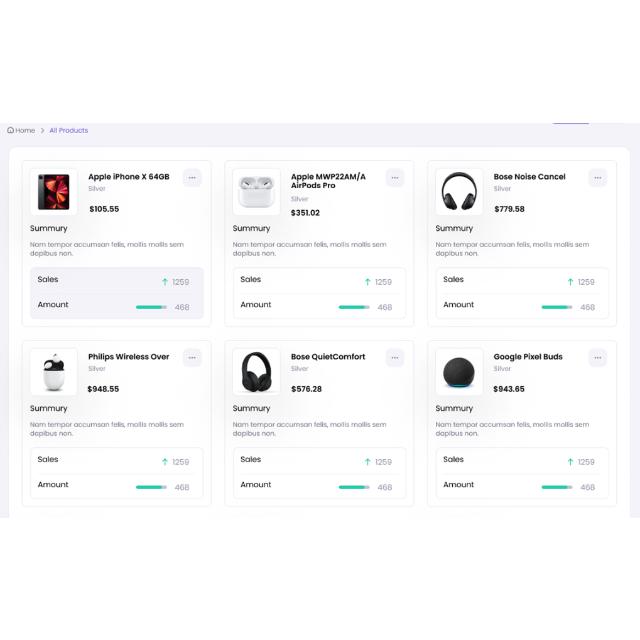 Home > All Products
Apple iPhone X 64GB
Silver
$105.55
Summury
Nam tempor accumsan felis, mollis mollis sem
dapibus non.
Sales 1259
Amount 468
Apple MWP22AM/A
AirPods Pro
Silver
$351.02
Summury
Nam tempor accumsan felis, mollis mollis sem
dapibus non.
Sales 1259
Amount 468
Bose Noise Cancel
Silver
$779.58
Summury
Nam tempor accumsan felis, mollis mollis sem
dapibus non.
Sales 1259
Amount 468
Philips Wireless Over
Silver
$948.55
Summury
Nam tempor accumsan felis, mollis mollis sem
dapibus non.
Sales 1259
Amount 468
Bose QuietComfort
Silver
$576.28
Summury
Nam tempor accumsan felis, mollis mollis sem
dapibus non.
Sales 1259
Amount 468
Google Pixel Buds
Silver
$943.65
Summury
Nam tempor accumsan felis, mollis mollis sem
dapibus non.
Sales 1259
Amount 468